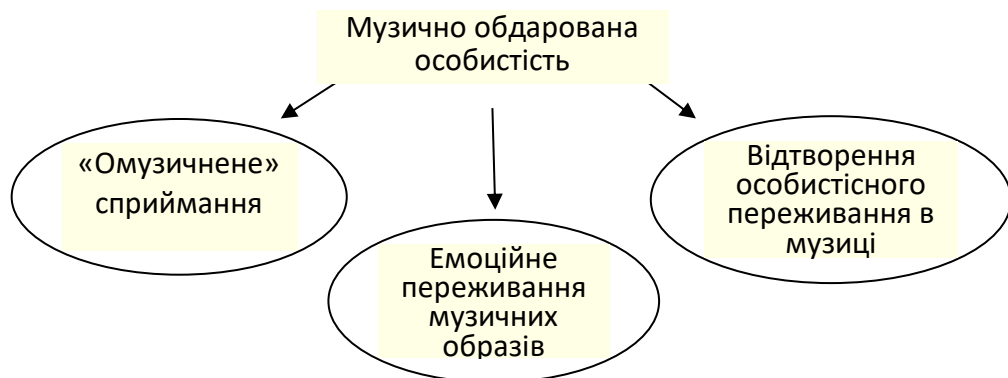 Музично обдарована
особистість
«Омузичнене»
сприймання
Емоційне
переживання
музичних
образів
Відтворення
особистісного
переживання в
музиці